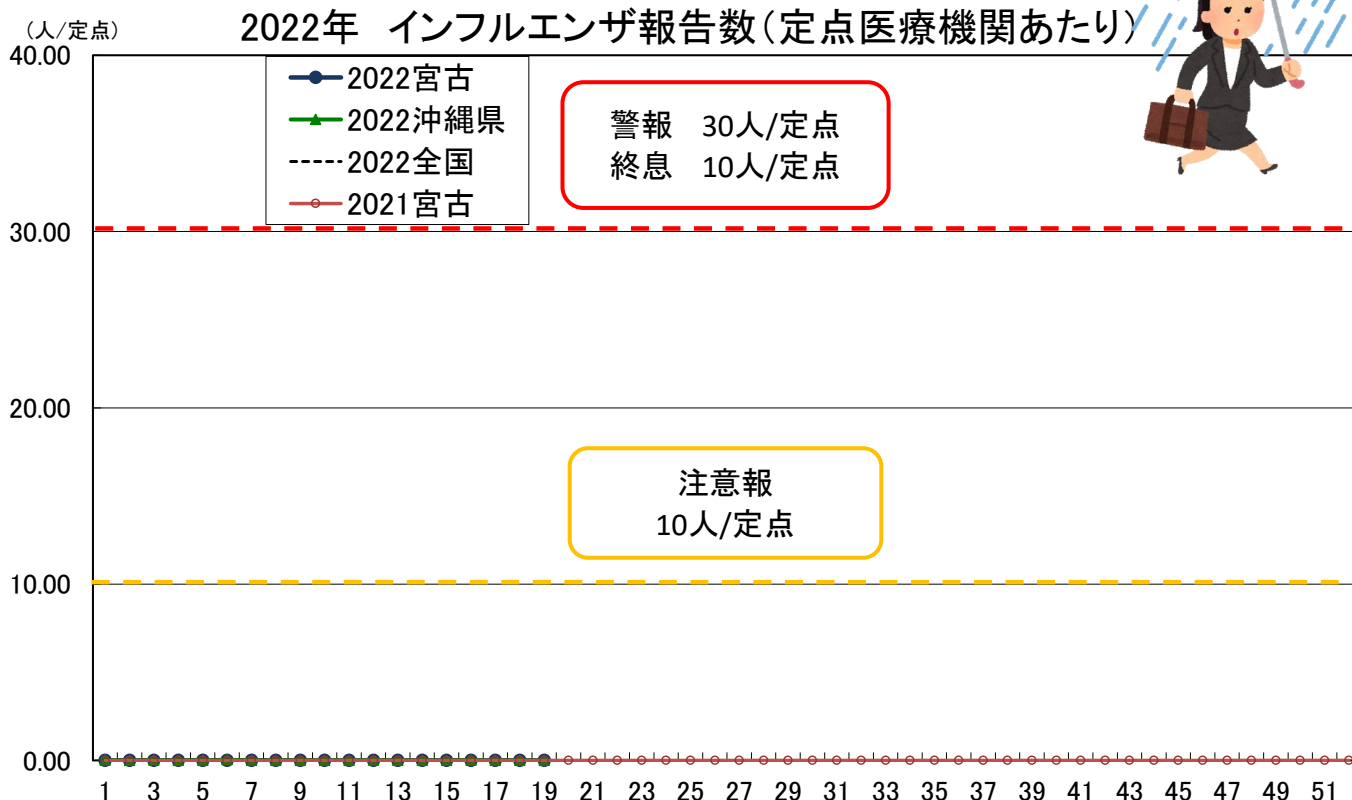 (人/定点)
2022年 インフルエンザ報告数(定点医療機関あたり)
40.00
2022宮古
2022沖縄県
2022全国
2021宮古
警報 30人/定点
終息 10人/定点
30.00
20.00
注意報
10人/定点
10.00
0.00
1 3 5 7 9 11 13 15 17 19 21 23 25 27 29 31 33 35 37 39 41 43 45 47 49 51